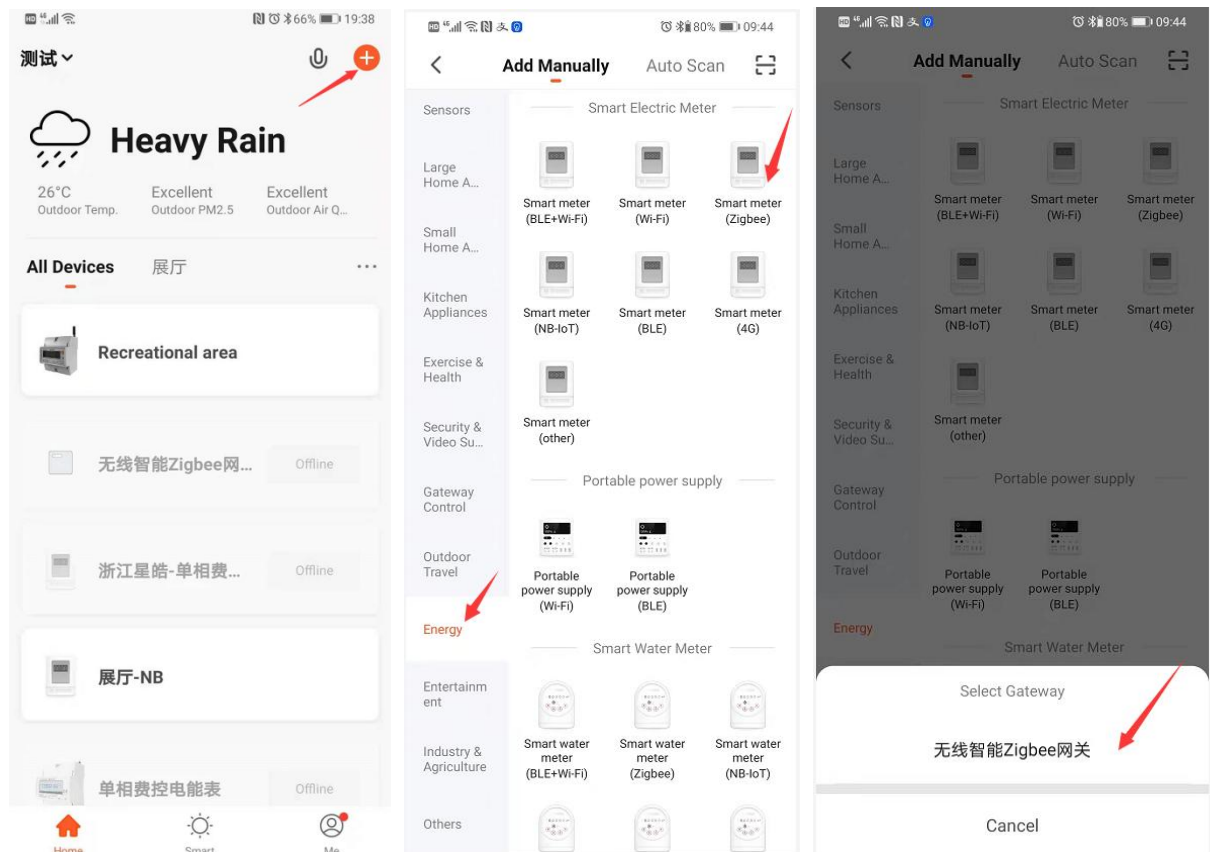 66% 19:38
测试
Heavy Rain
26°C Excellent Excellent
Outdoor Temp. Outdoor PM2.5 Outdoor Air Q...
All Devices 展厅
Recreational area
无线智能Zigbee网... Offline
浙江星皓-单相费... Offline
展厅-NB
单相费控电能表 Offline
Home Smart Me
80% 09:44
Add Manually Auto Scan
Sensors
Large
Home A...
Small
Home A...
Kitchen
Appliances
Exercise &
Health
Security &
Video Su...
Gateway
Control
Outdoor
Travel
Energy
Entertainm
ent
Industry &
Agriculture
Others
Smart Electric Meter
Smart meter Smart meter Smart meter
(BLE+Wi-Fi) (Wi-Fi) (Zigbee)
Smart meter Smart meter Smart meter
(NB-IoT) (BLE) (4G)
Smart meter
(other)
Portable power supply
Portable Portable
power supply power supply
(Wi-Fi) (BLE)
Smart Water Meter
Smart water Smart water Smart water
meter meter meter
(BLE+Wi-Fi) (Zigbee) (NB-IoT)
80% 09:44
Add Manually Auto Scan
Sensors
Large
Home A...
Small
Home A...
Kitchen
Appliances
Exercise &
Health
Security &
Video Su...
Gateway
Control
Outdoor
Travel
Energy
Smart Electric Meter
Smart meter Smart meter Smart meter
(BLE+Wi-Fi) (Wi-Fi) (Zigbee)
Smart meter Smart meter Smart meter
(NB-IoT) (BLE) (4G)
Smart meter
(other)
Portable power supply
Portable Portable
power supply power supply
(Wi-Fi) (BLE)
Smart Water Meter
Select Gateway
无线智能Zigbee网关
Cancel